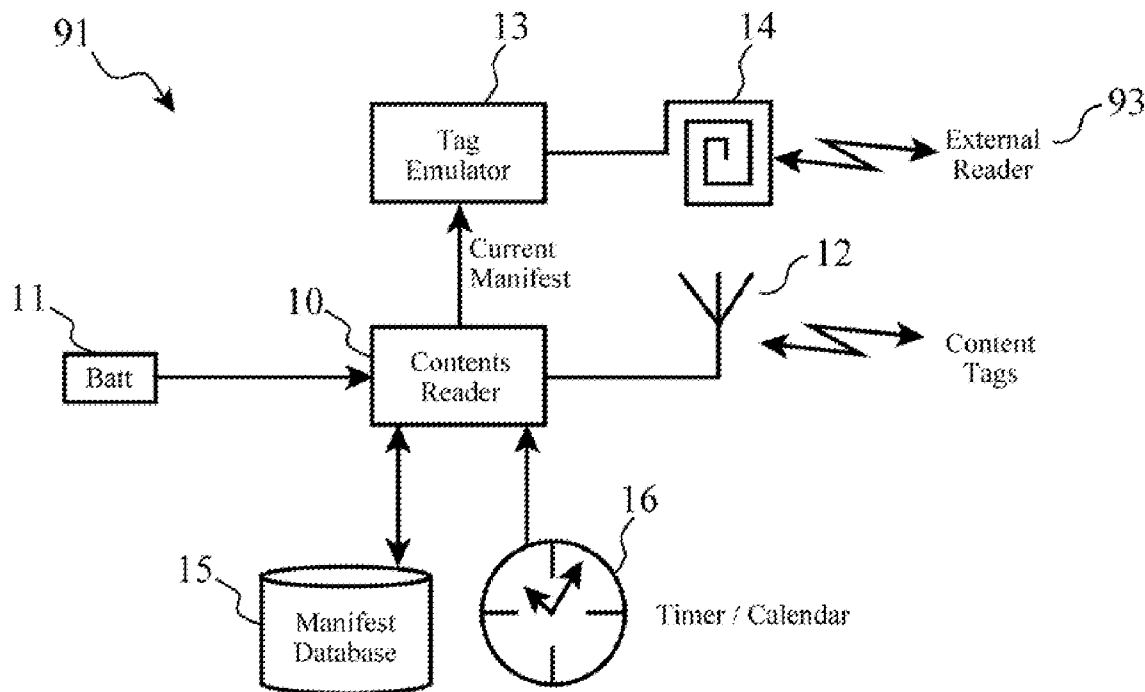 91
13
14
93
Tag
Emulator
External
Reader
Current
Manifest
12
11
10
Batt
Contents
Reader
Content
Tags
16
15
Manifest
Database
Timer / Calendar